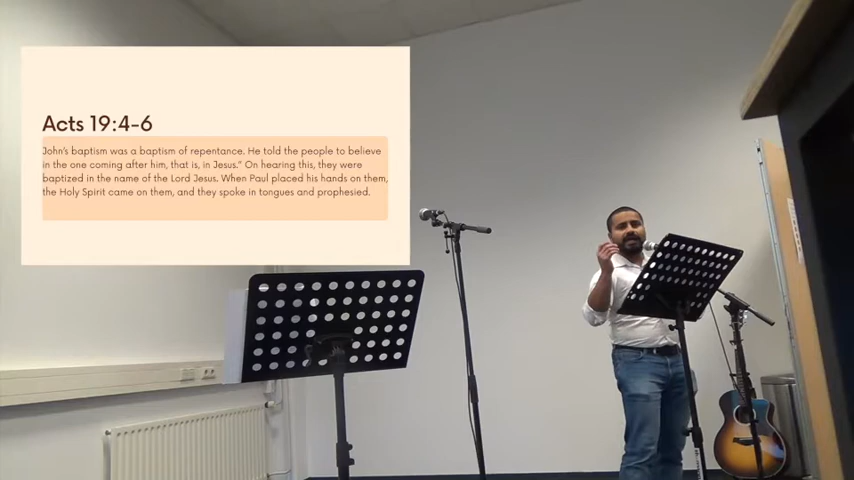 Acts 19:4-6
John's baptism was a baptism of repentance. He told the people to believe
in the one coming after him, that is, in Jesus." On hearing this, they were
baptized in the name of the Lord Jesus. When Paul placed his hands on them,
the Holy Spirit came on them, and they spoke in tongues and prophesied.